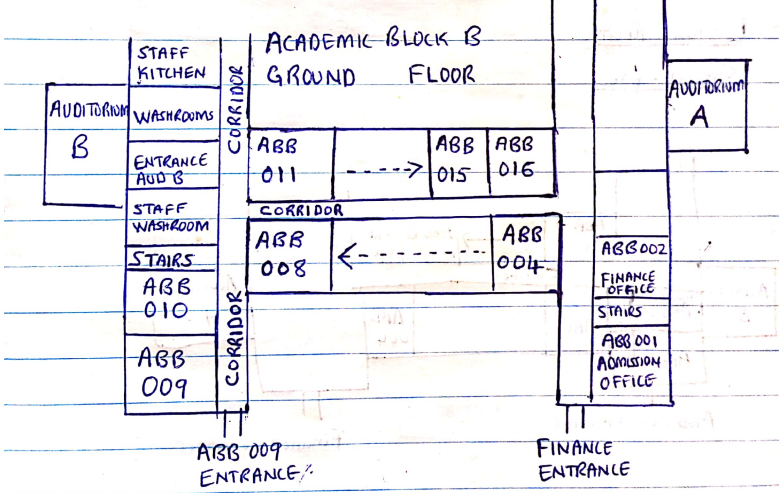 ACADEMIC BLOCK B
GROUND FLOOR
STAFF
KITCHEN
WASHROOMS
AUDITORIUM
B
ENTRANCE
AUD B
STAFF
WASHROOM
STAIRS
ABB
010
ABB
009
CORRIDOR
CORRIDOR
ABB
011
ABB
015
ABB
016
CORRIDOR
ABB
008
ABB
004
AUDITORIUM
A
ABB 002
FINANCE
OFFICE
STAIRS
ABB 001
ADMISSION
OFFICE
ABB 009
ENTRANCE
FINANCE
ENTRANCE